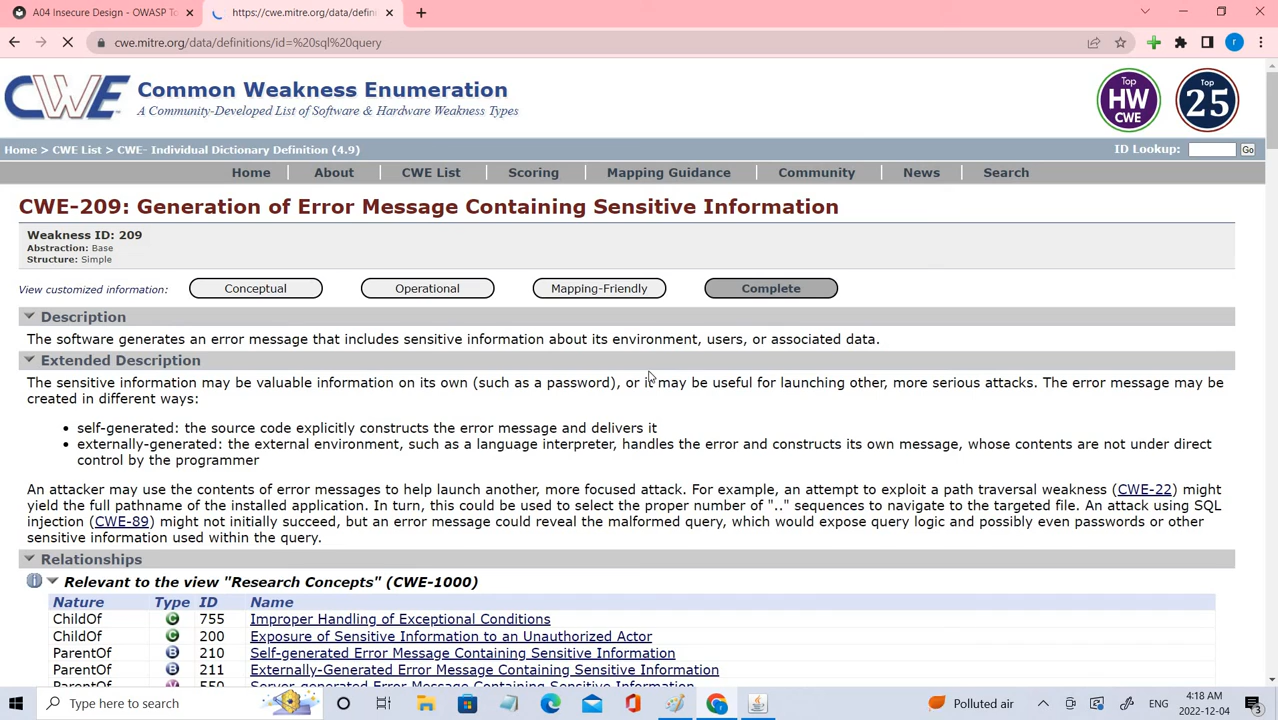 A04 Insecure Design - OWASP To
https://cwe.mitre.org/data/defini
cwe.mitre.org/data/definitions/id=%20sql%20query
r
CWE
Common Weakness Enumeration
A Community-Developed List of Software & Hardware Weakness Types
Top HW CWE
Top 25
Home > CWE List > CWE- Individual Dictionary Definition (4.9)
ID Lookup:
Go
Home
About
CWE List
Scoring
Mapping Guidance
Community
News
Search
CWE-209: Generation of Error Message Containing Sensitive Information
Weakness ID: 209
Abstraction: Base
Structure: Simple
View customized information:
Conceptual
Operational
Mapping-Friendly
Complete
Description
The software generates an error message that includes sensitive information about its environment, users, or associated data.
Extended Description
The sensitive information may be valuable information on its own (such as a password), or it may be useful for launching other, more serious attacks. The error message may be
created in different ways:
• self-generated: the source code explicitly constructs the error message and delivers it
• externally-generated: the external environment, such as a language interpreter, handles the error and constructs its own message, whose contents are not under direct
control by the programmer
An attacker may use the contents of error messages to help launch another, more focused attack. For example, an attempt to exploit a path traversal weakness (CWE-22) might
yield the full pathname of the installed application. In turn, this could be used to select the proper number of ".." sequences to navigate to the targeted file. An attack using SQL
injection (CWE-89) might not initially succeed, but an error message could reveal the malformed query, which would expose query logic and possibly even passwords or other
sensitive information used within the query.
Relationships
Relevant to the view "Research Concepts" (CWE-1000)
Nature Type ID Name
ChildOf C 755 Improper Handling of Exceptional Conditions
ChildOf C 200 Exposure of Sensitive Information to an Unauthorized Actor
ParentOf B 210 Self-generated Error Message Containing Sensitive Information
ParentOf B 211 Externally-Generated Error Message Containing Sensitive Information
ParentOf V 550 Server-generated Error Message Containing Sensitive Information
Type here to search
Polluted air
ENG
4:18 AM
2022-12-04
3